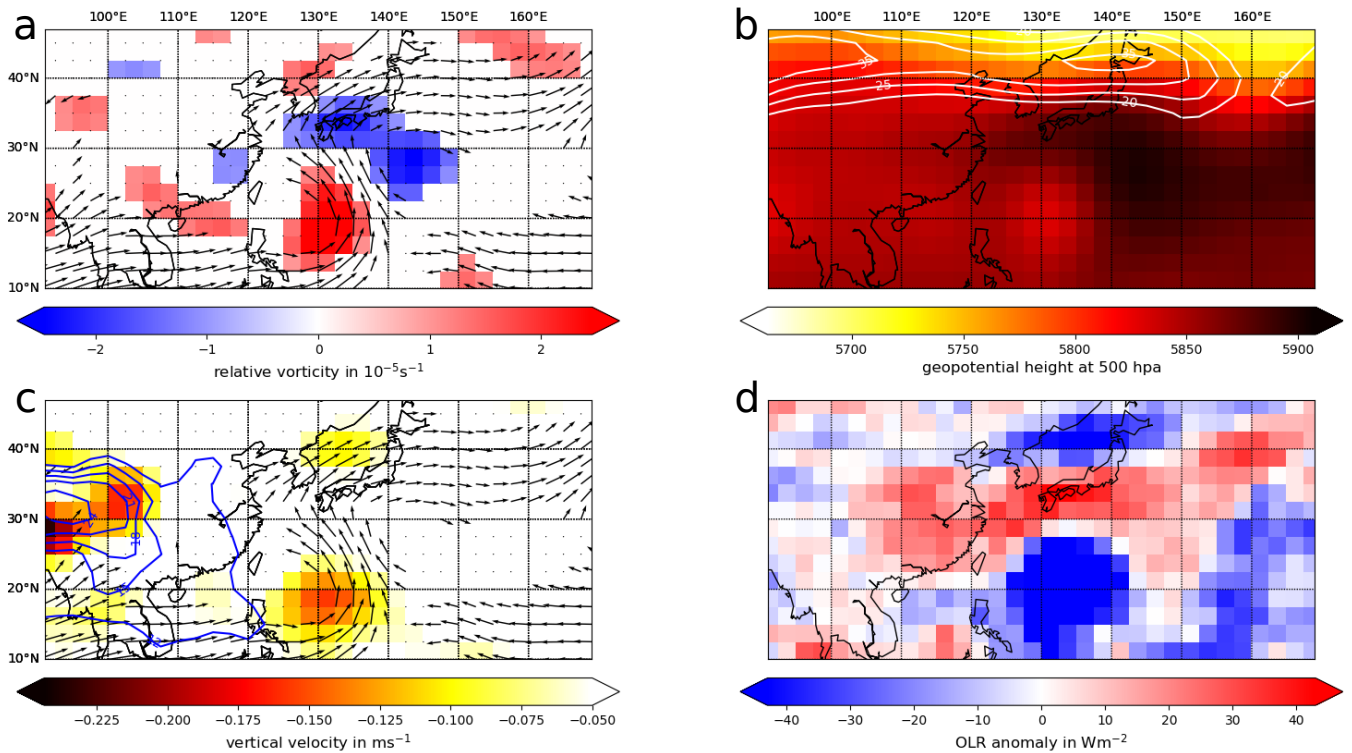 a
100°E 110°E 120°E 130°E 140°E 150°E 160°E
40°N
30°N
20°N
10°N
−2 −1 0 1 2
relative vorticity in 10⁻⁵s⁻¹
b
100°E 110°E 120°E 130°E 140°E 150°E 160°E
35
25
20
20
5700 5750 5800 5850 5900
geopotential height at 500 hpa
c
40°N
30°N
20°N
10°N
18
−0.225 −0.200 −0.175 −0.150 −0.125 −0.100 −0.075 −0.050
vertical velocity in ms⁻¹
d
−40 −30 −20 −10 0 10 20 30 40
OLR anomaly in Wm⁻²